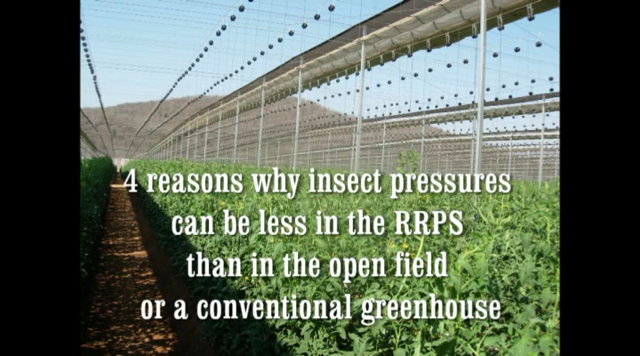 4 reasons why insect pressures
can be less in the RRPS
than in the open field
or a conventional greenhouse